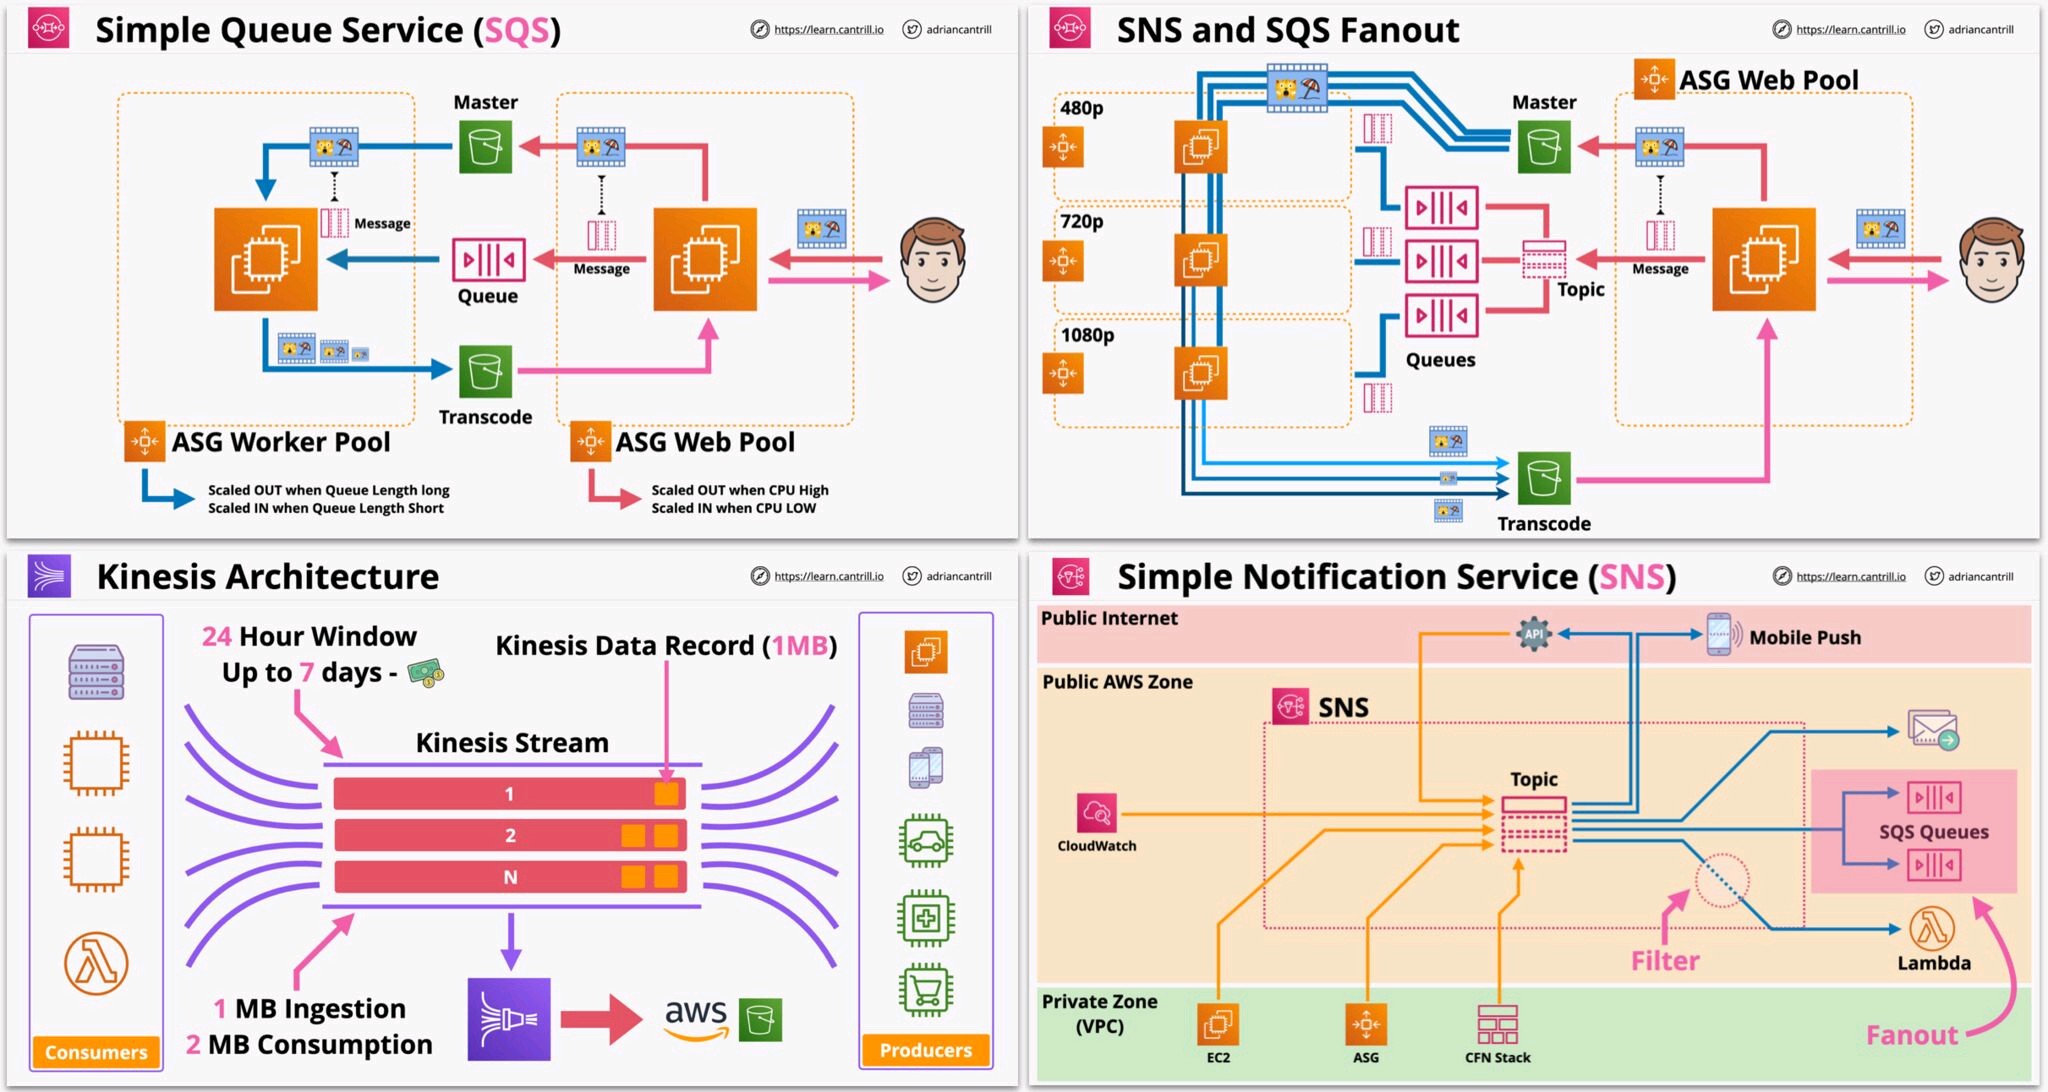 Simple Queue Service (SQS)
https://learn.cantrill.io
adriancantrill
Master
Message
Message
Queue
Transcode
ASG Worker Pool
Scaled OUT when Queue Length long
Scaled IN when Queue Length Short
ASG Web Pool
Scaled OUT when CPU High
Scaled IN when CPU LOW
SNS and SQS Fanout
https://learn.cantrill.io
adriancantrill
ASG Web Pool
480p
Master
720p
Message
Topic
1080p
Queues
Transcode
Kinesis Architecture
https://learn.cantrill.io
adriancantrill
24 Hour Window
Up to 7 days -
Kinesis Data Record (1MB)
Kinesis Stream
1
2
N
1 MB Ingestion
2 MB Consumption
aws
Consumers
Producers
Simple Notification Service (SNS)
https://learn.cantrill.io
adriancantrill
Public Internet
API
Mobile Push
Public AWS Zone
SNS
Topic
CloudWatch
SQS Queues
Filter
Lambda
Private Zone
(VPC)
EC2
ASG
CFN Stack
Fanout